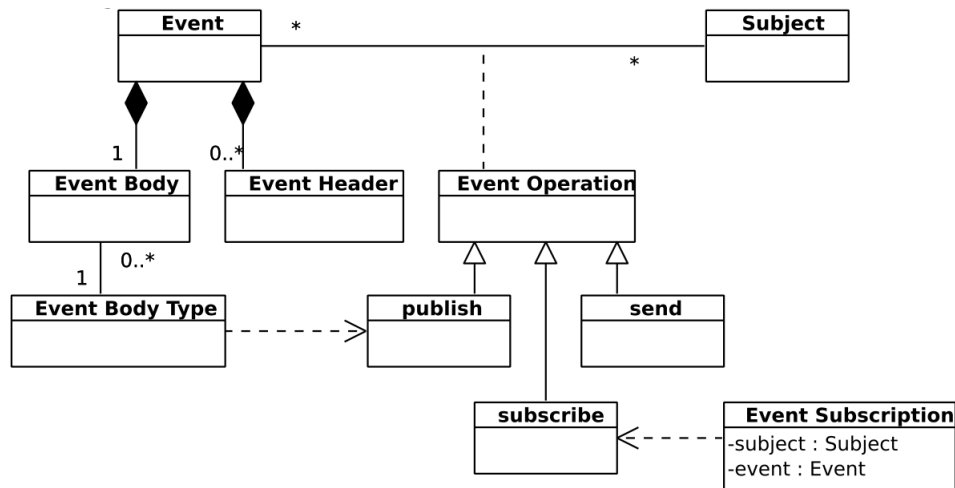 Event
*
*
Subject
1
0..*
Event Body
Event Header
Event Operation
0..*
1
Event Body Type
publish
send
subscribe
Event Subscription
-subject : Subject
-event : Event